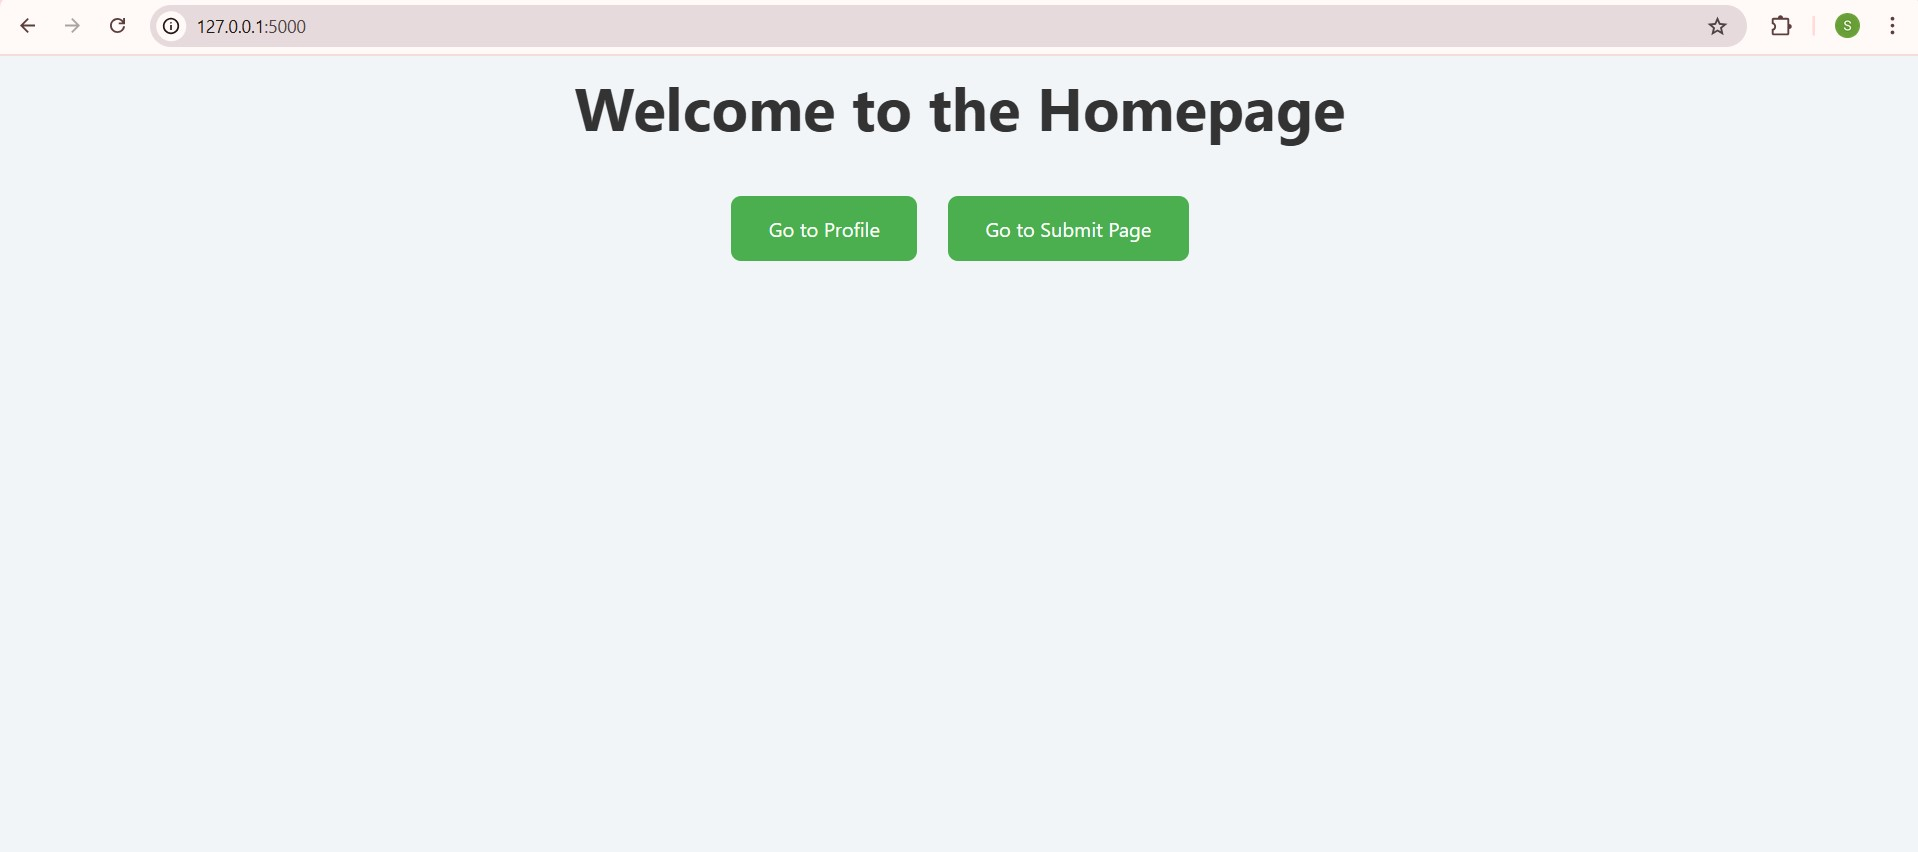 127.0.0.1:5000
S
Welcome to the Homepage
Go to Profile
Go to Submit Page